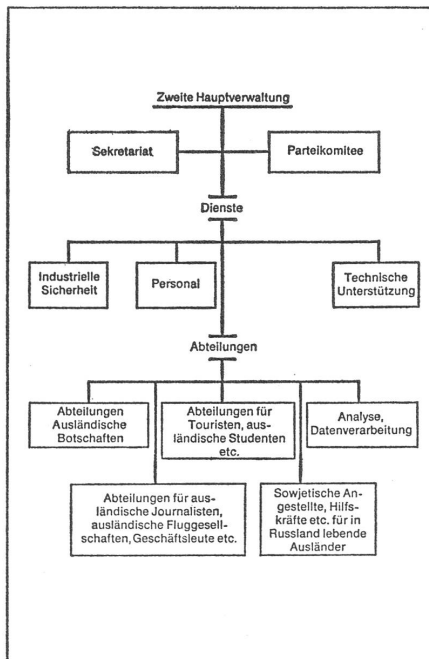 Zweite Hauptverwaltung
Sekretariat
Parteikomitee
Dienste
Industrielle
Sicherheit
Personal
Technische
Unterstützung
Abteilungen
Abteilungen
Ausländische
Botschaften
Abteilungen für
Touristen, aus-
ländische Studenten
etc.
Analyse,
Datenverarbeitung
Abteilungen für aus-
ländische Journalisten,
ausländische Fluggesell-
schaften, Geschäftsleute etc.
Sowjetische An-
gestellte, Hilfs-
kräfte etc. für in
Russland lebende
Ausländer